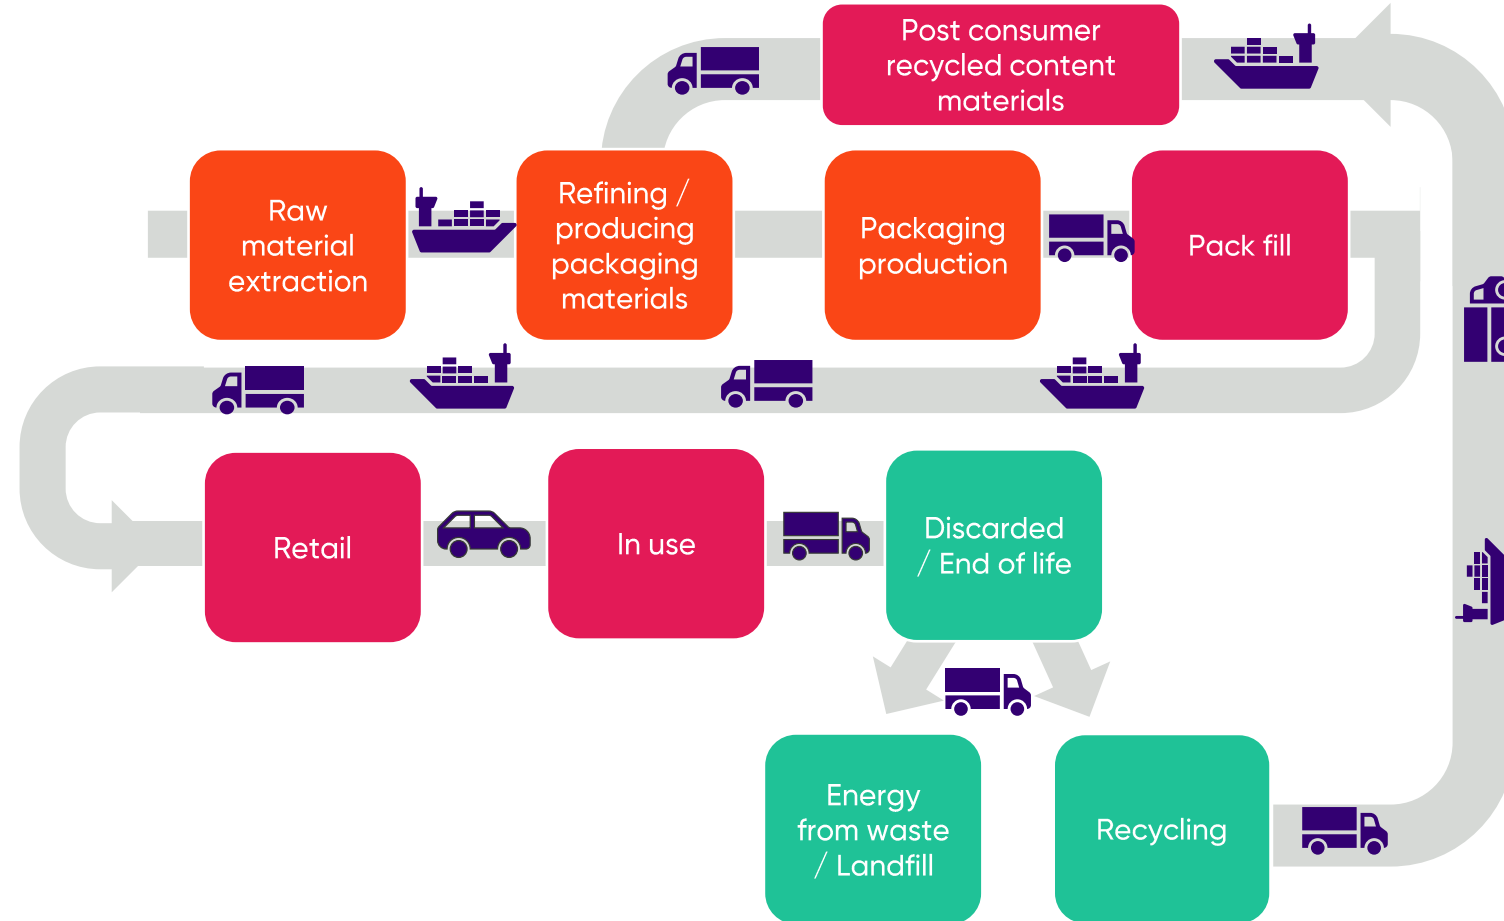 Post consumer
recycled content
materials
Raw
material
extraction
Refining /
producing
packaging
materials
Packaging
production
Pack fill
Retail
In use
Discarded
/ End of life
Energy
from waste
/ Landfill
Recycling